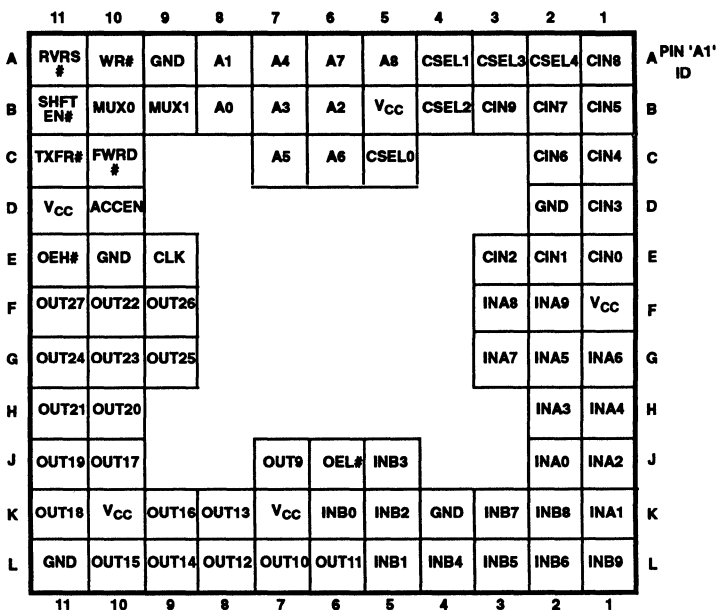 11 10 9 8 7 6 5 4 3 2 1
A RVRS # WR# GND A1 A4 A7 A8 CSEL1 CSEL3 CSEL4 CIN8 A PIN 'A1' ID
B SHFT EN# MUX0 MUX1 A0 A3 A2 VCC CSEL2 CIN9 CIN7 CIN5 B
C TXFR# FWRD # A5 A6 CSEL0 CIN6 CIN4 C
D VCC ACCEN GND CIN3 D
E OEH# GND CLK CIN2 CIN1 CIN0 E
F OUT27 OUT22 OUT26 INA8 INA9 VCC F
G OUT24 OUT23 OUT25 INA7 INA5 INA6 G
H OUT21 OUT20 INA3 INA4 H
J OUT19 OUT17 OUT9 OEL# INB3 INA0 INA2 J
K OUT18 VCC OUT16 OUT13 VCC INB0 INB2 GND INB7 INB8 INA1 K
L GND OUT15 OUT14 OUT12 OUT10 OUT11 INB1 INB4 INB5 INB6 INB9 L
11 10 9 8 7 6 5 4 3 2 1